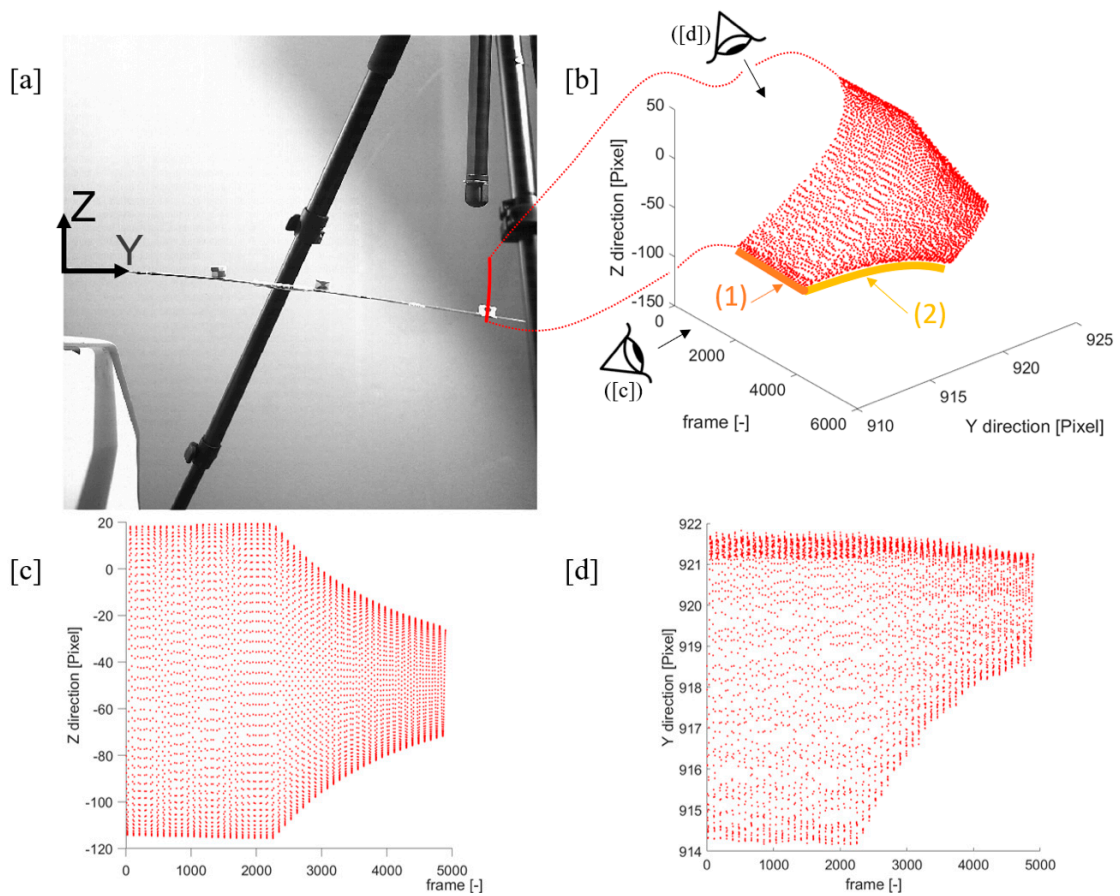 [a]
Z
Y
[b]
([d])
50
0
-50
-100
-150
Z direction [Pixel]
(1)
(2)
([c])
0
2000
4000
6000
frame [-]
910
915
920
925
Y direction [Pixel]
[c]
20
0
-20
-40
-60
-80
-100
-120
Z direction [Pixel]
0
1000
2000
3000
4000
5000
frame [-]
[d]
922
921
920
919
918
917
916
915
914
Y direction [Pixel]
0
1000
2000
3000
4000
5000
frame [-]